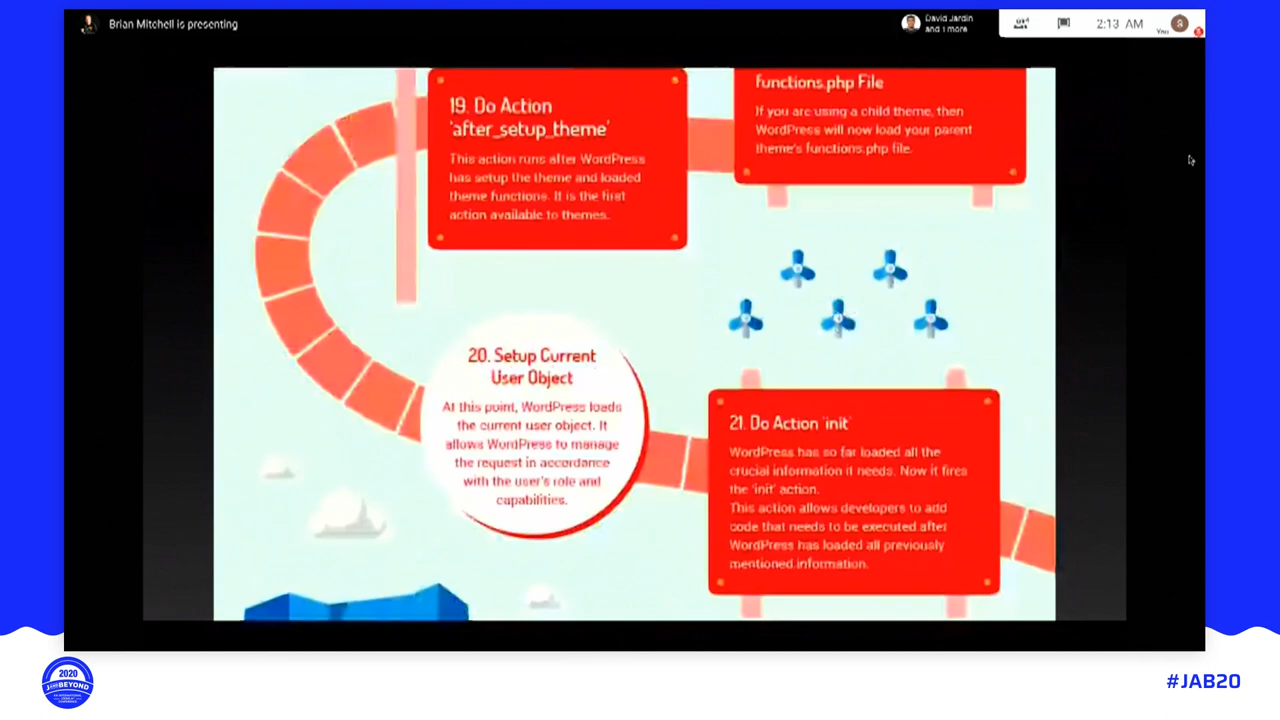 Brian Mitchell is presenting
David Jardin
and 1 more
2:13 AM
You
S
functions.php File
If you are using a child theme, then
WordPress will now load your parent
theme's functions.php file.
19. Do Action
'after_setup_theme'
This action runs after WordPress
has setup the theme and loaded
theme functions. It is the first
action available to themes.
20. Setup Current
User Object
At this point, WordPress loads
the current user object. It
allows WordPress to manage
the request in accordance
with the user's role and
capabilities.
21. Do Action 'init'
WordPress has so far loaded all the
crucial information it needs. Now it fires
the 'init' action.
This action allows developers to add
code that needs to be executed after
WordPress has loaded all previously
mentioned information.
2020
J AND BEYOND
#JAB20